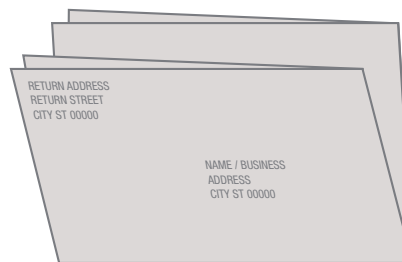 RETURN ADDRESS
RETURN STREET
CITY ST 00000
NAME / BUSINESS
ADDRESS
CITY ST 00000